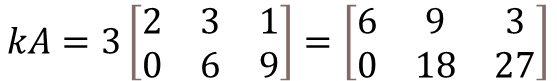 kA = 3 [2 3 1] = [6 9 3]
[0 6 9] [0 18 27]